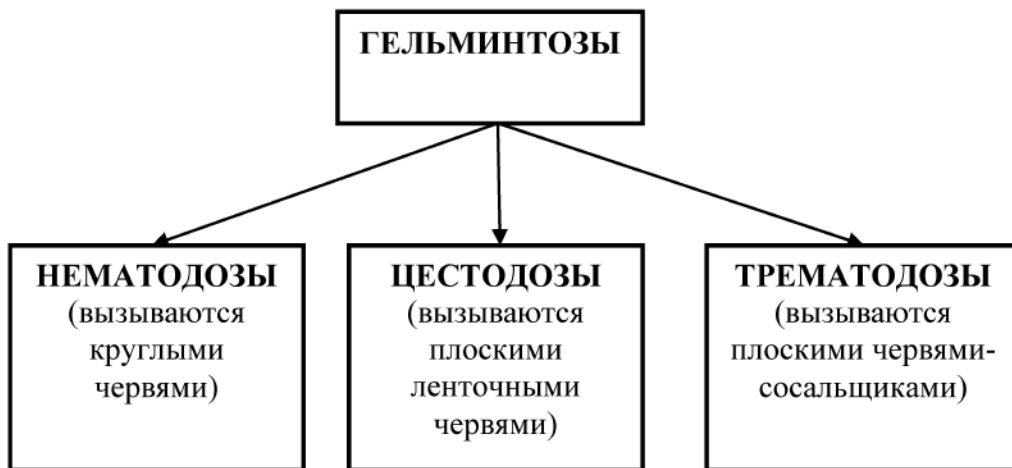 ГЕЛЬМИНТОЗЫ
НЕМАТОДОЗЫ
(вызываются
круглыми
червями)
ЦЕСТОДОЗЫ
(вызываются
плоскими
ленточными
червями)
ТРЕМАТОДОЗЫ
(вызываются
плоскими червями-
сосальщиками)